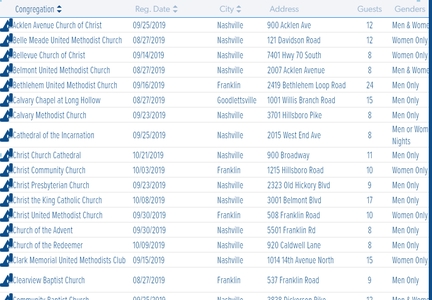 Congregation Reg. Date City Address Guests Genders
Acklen Avenue Church of Christ 09/25/2019 Nashville 900 Acklen Ave 12 Men & Wome
Belle Meade United Methodist Church 08/27/2019 Nashville 121 Davidson Road 12 Women Only
Bellevue Church of Christ 09/14/2019 Nashville 7401 Hwy 70 South 8 Women Only
Belmont United Methodist Church 08/27/2019 Nashville 2007 Acklen Avenue 8 Men & Wome
Bethlehem United Methodist Church 09/16/2019 Franklin 2419 Bethlehem Loop Road 24 Men Only
Calvary Chapel at Long Hollow 08/27/2019 Goodlettsville 1001 Willis Branch Road 15 Men Only
Calvary Methodist Church 09/23/2019 Nashville 3701 Hillsboro Pike 8 Men Only
Cathedral of the Incarnation 09/25/2019 Nashville 2015 West End Ave 8 Men or Wom
Nights
Christ Church Cathedral 10/21/2019 Nashville 900 Broadway 11 Men Only
Christ Community Church 10/03/2019 Franklin 1215 Hillsboro Road 10 Women Only
Christ Presbyterian Church 09/23/2019 Nashville 2323 Old Hickory Blvd 9 Men Only
Christ the King Catholic Church 10/08/2019 Nashville 3001 Belmont Blvd 17 Men Only
Christ United Methodist Church 09/30/2019 Franklin 508 Franklin Road 10 Women Only
Church of the Advent 09/30/2019 Nashville 5501 Franklin Rd 8 Men Only
Church of the Redeemer 10/09/2019 Nashville 920 Caldwell Lane 8 Men Only
Clark Memorial United Methodists Club 09/15/2019 Nashville 1014 14th Avenue North 15 Women Only
Clearview Baptist Church 08/27/2019 Franklin 537 Franklin Road 9 Men Only